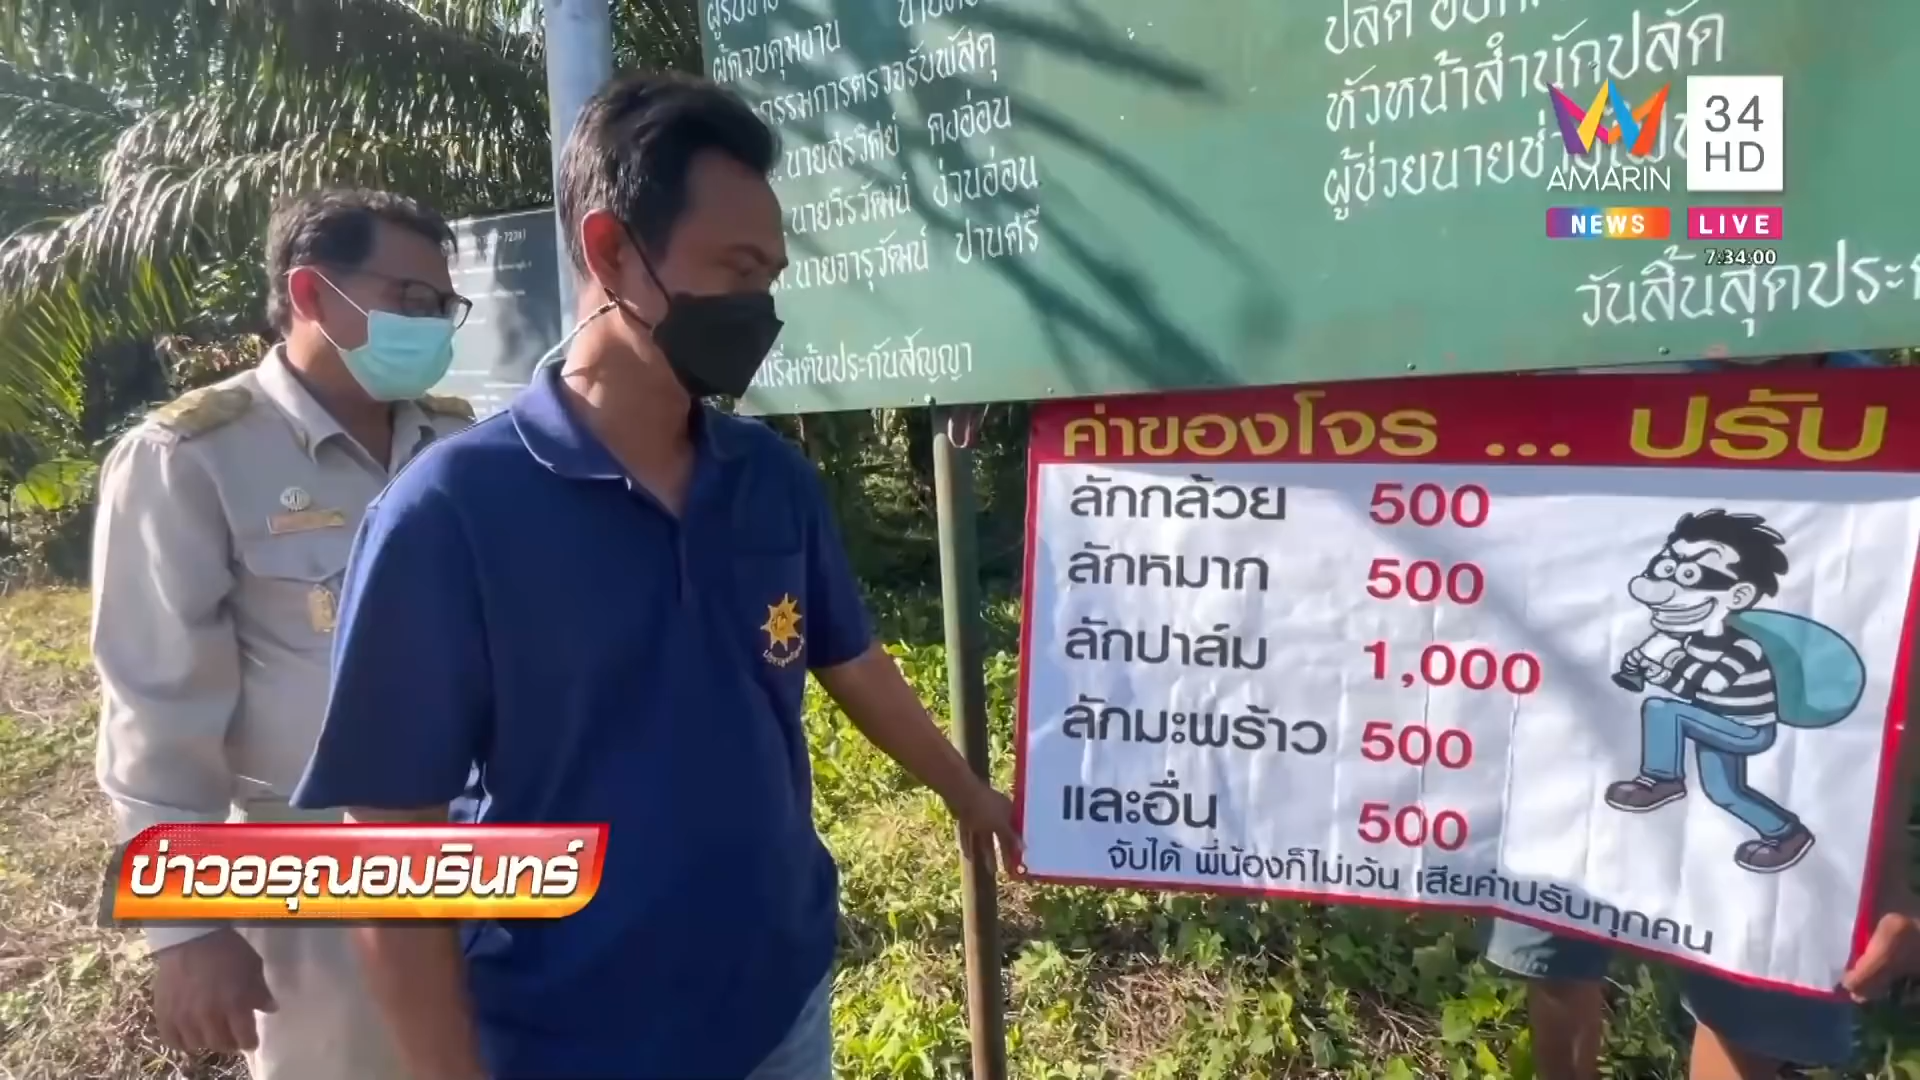 ผู้ควบคุมงาน
กรรมการตรวจรับพัสดุ
นายสรวิศย์ คงอ่อน
นายวีรวัฒน์ ช่วนอ่อน
นายจารุวัฒน์ ปานศรี
เริ่มต้นประกันสัญญา
ปลัด
หัวหน้าสำนักปลัด
ผู้ช่วยนายช่าง
วันสิ้นสุดประ
AMARIN
34
HD
NEWS
LIVE
7:34:00
ค่าของโจร ... ปรับ
ลักกล้วย 500
ลักหมาก 500
ลักปาล์ม 1,000
ลักมะพร้าว 500
และอื่น 500
จับได้ พี่น้องก็ไม่เว้น เสียค่าปรับทุกคน
ข่าวอรุณอมรินทร์